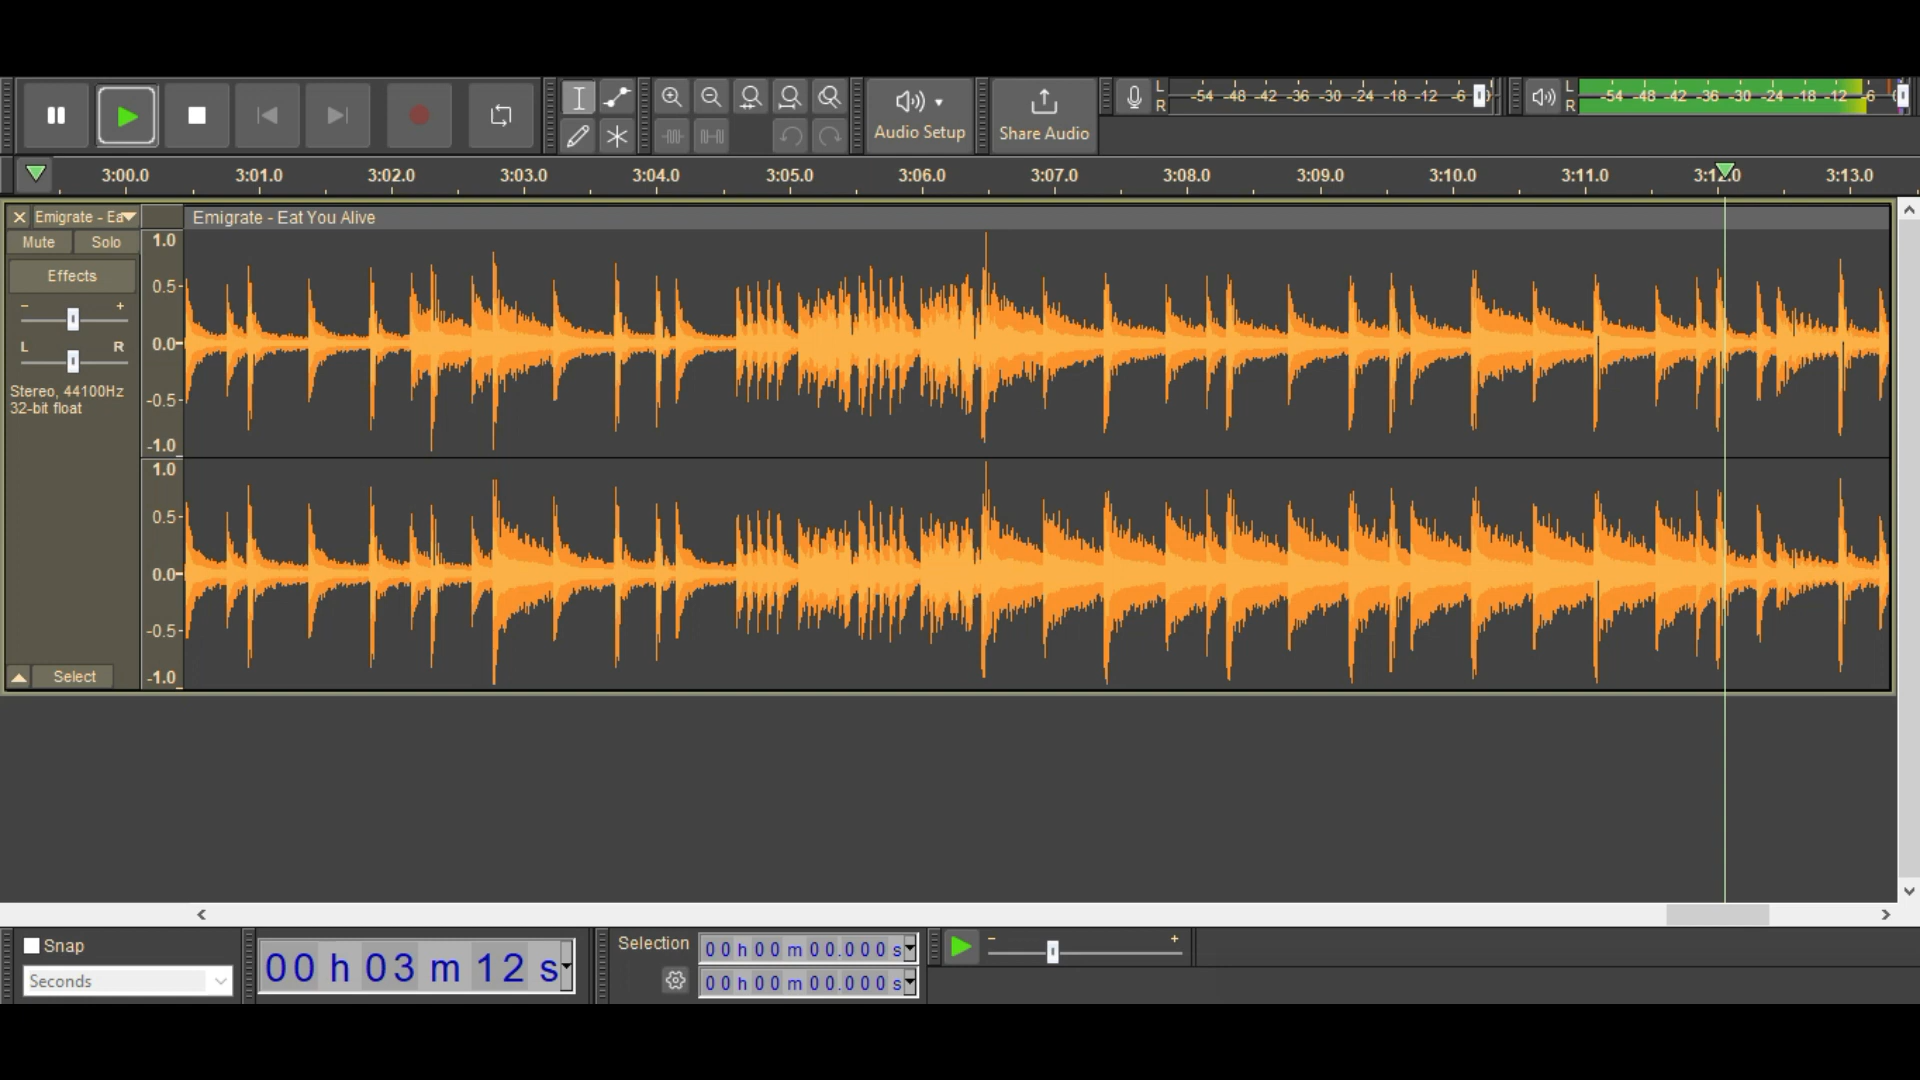 Audio Setup
Share Audio
L
R
-54 -48 -42 -36 -30 -24 -18 -12 -6
L
R
-54 -48 -42 -36 -30 -24 -18 -12 -6
3:00.0 3:01.0 3:02.0 3:03.0 3:04.0 3:05.0 3:06.0 3:07.0 3:08.0 3:09.0 3:10.0 3:11.0 3:12.0 3:13.0
Emigrate - Ea
Emigrate - Eat You Alive
Mute Solo
Effects
- +
L R
Stereo, 44100Hz
32-bit float
Select
1.0
0.5-
0.0-
-0.5-
-1.0
1.0
0.5-
0.0-
-0.5-
-1.0
Snap
Seconds
00 h 03 m 12 s
Selection
00 h 00 m 00.000 s
00 h 00 m 00.000 s
- +